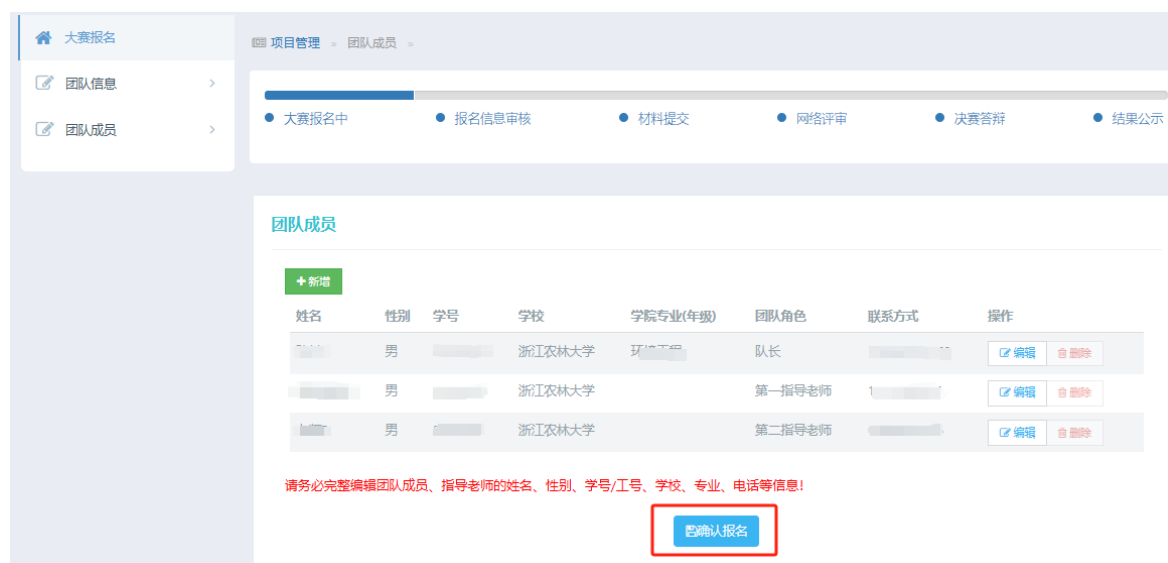 大赛报名
团队信息
团队成员
项目管理 » 团队成员 »
大赛报名中 报名信息审核 材料提交 网络评审 决赛答辩 结果公示
团队成员
+新增
姓名 性别 学号 学校 学院专业(年级) 团队角色 联系方式 操作
男 浙江农林大学 队长 编辑 删除
男 浙江农林大学 第一指导老师 编辑 删除
男 浙江农林大学 第二指导老师 编辑 删除
请务必完整编辑团队成员、指导老师的姓名、性别、学号/工号、学校、专业、电话等信息!
确认报名